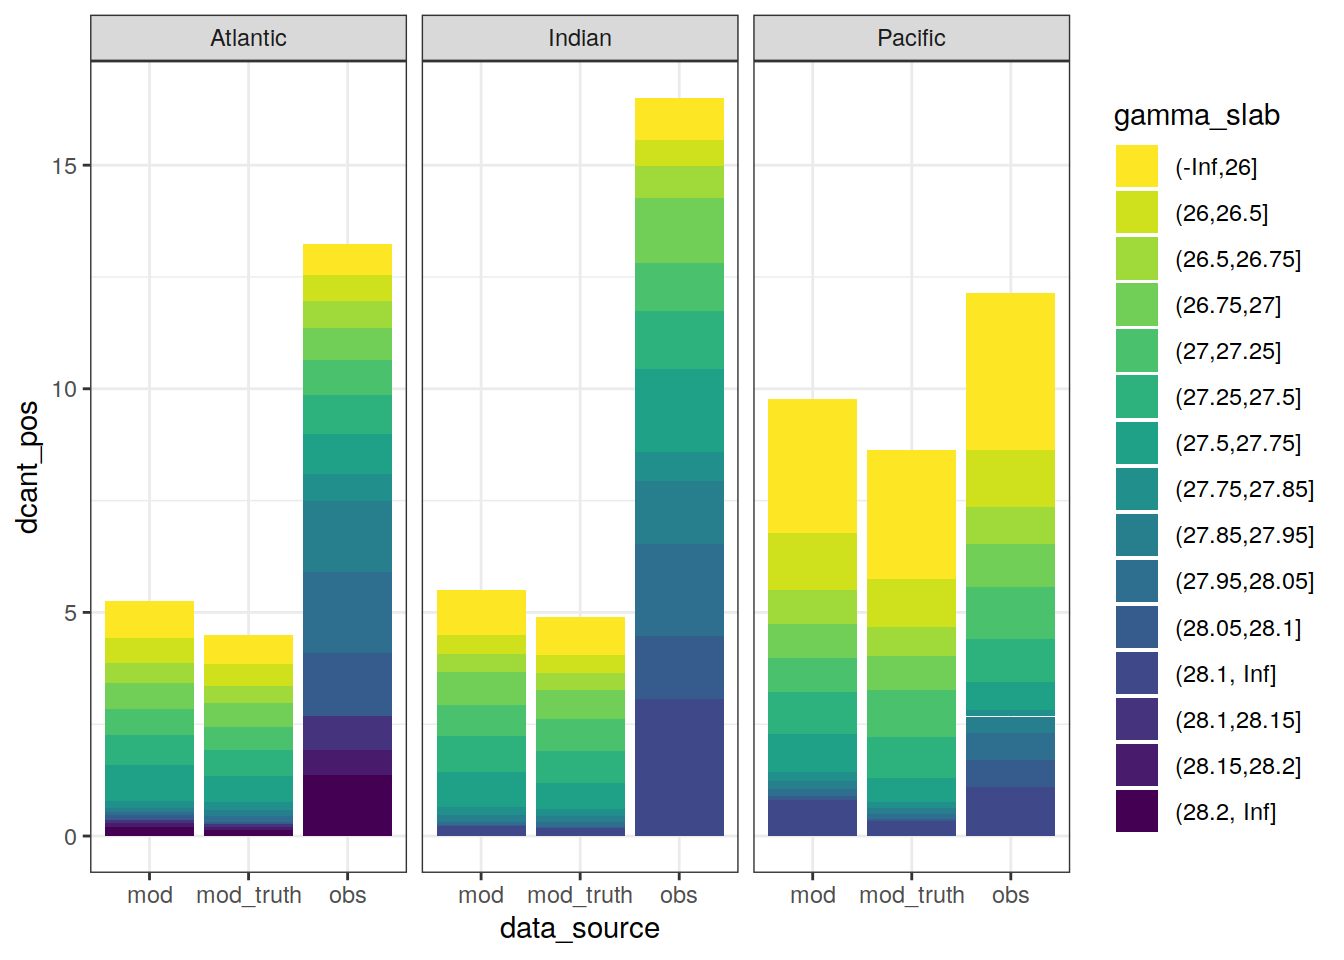 Atlantic
Indian
Pacific
15
10
5
0
dcant_pos
mod
mod_truth
obs
mod
mod_truth
obs
mod
mod_truth
obs
data_source
gamma_slab
(-Inf,26]
(26,26.5]
(26.5,26.75]
(26.75,27]
(27,27.25]
(27.25,27.5]
(27.5,27.75]
(27.75,27.85]
(27.85,27.95]
(27.95,28.05]
(28.05,28.1]
(28.1, Inf]
(28.1,28.15]
(28.15,28.2]
(28.2, Inf]